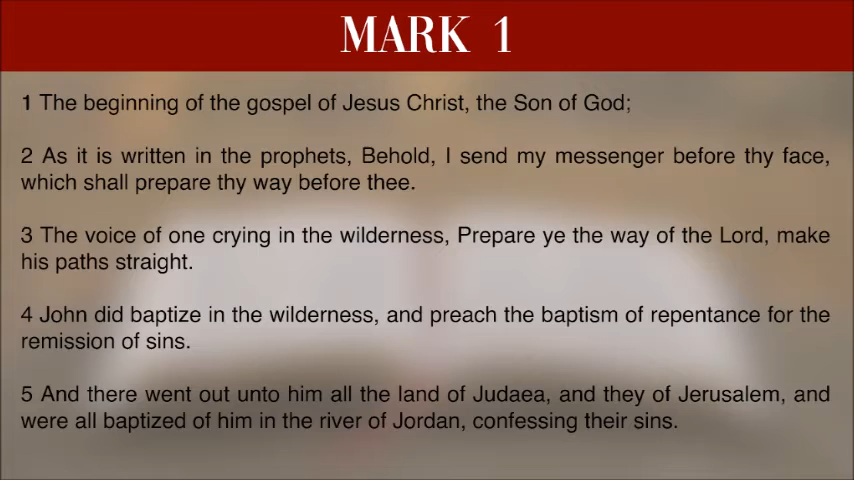 MARK 1
1 The beginning of the gospel of Jesus Christ, the Son of God;
2 As it is written in the prophets, Behold, I send my messenger before thy face,
which shall prepare thy way before thee.
3 The voice of one crying in the wilderness, Prepare ye the way of the Lord, make
his paths straight.
4 John did baptize in the wilderness, and preach the baptism of repentance for the
remission of sins.
5 And there went out unto him all the land of Judaea, and they of Jerusalem, and
were all baptized of him in the river of Jordan, confessing their sins.